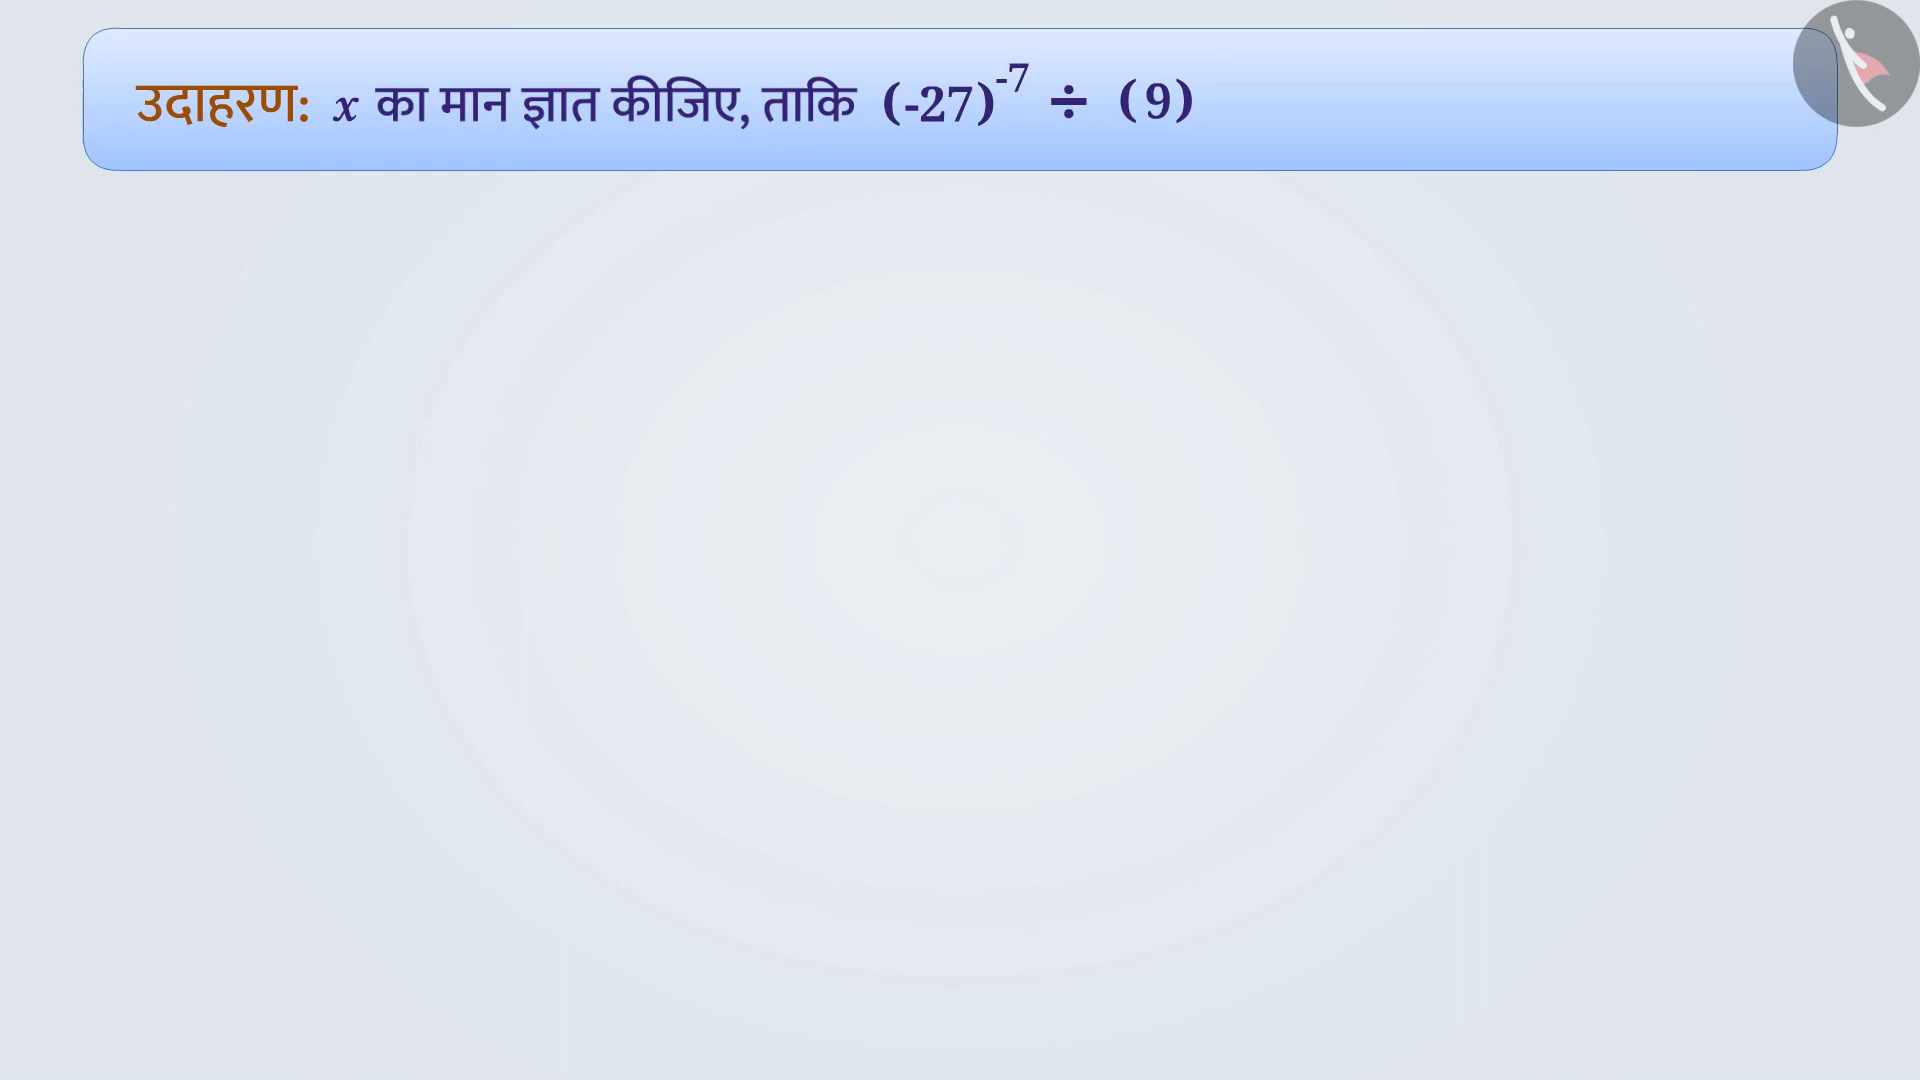 उदाहरण: x का मान ज्ञात कीजिए, ताकि (-27)⁻⁷ ÷ (9)